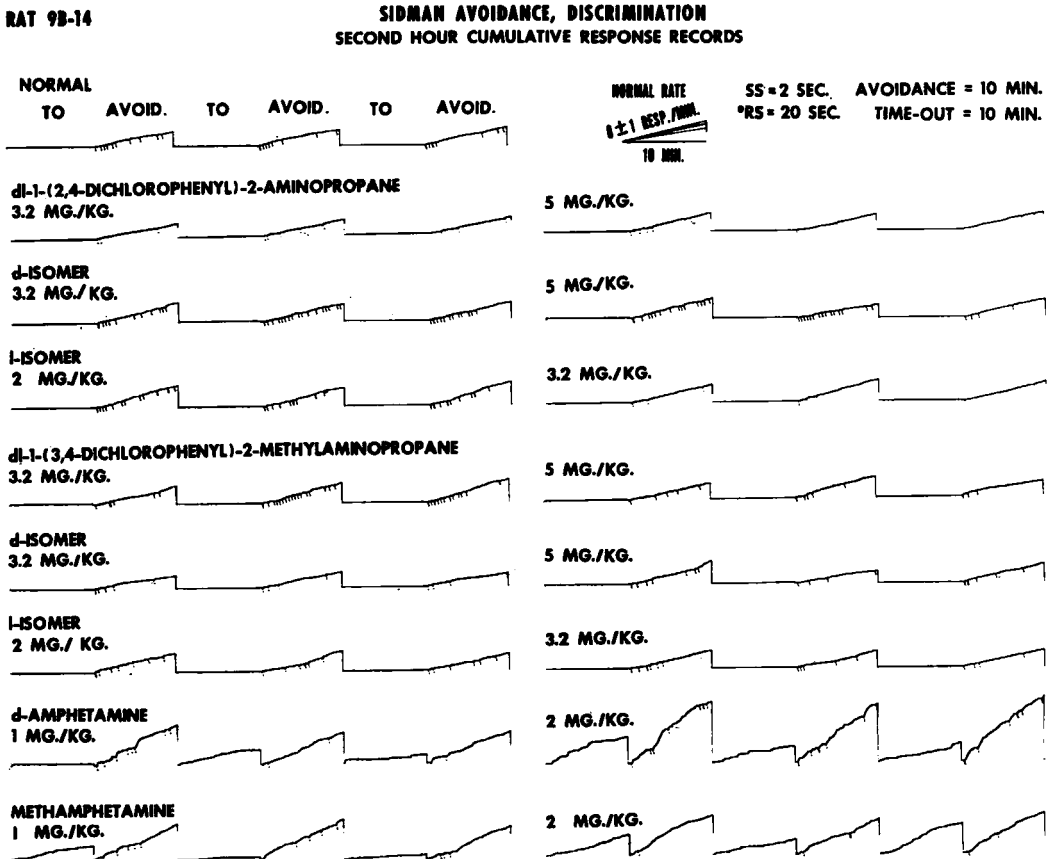 RAT 9B-14
SIDMAN AVOIDANCE, DISCRIMINATION
SECOND HOUR CUMULATIVE RESPONSE RECORDS
NORMAL
TO AVOID. TO AVOID. TO AVOID.
NORMAL RATE
8 ± 1 RESP./MIN.
10 MIN.
SS = 2 SEC. AVOIDANCE = 10 MIN.
*RS = 20 SEC. TIME-OUT = 10 MIN.
dl-1-(2,4-DICHLOROPHENYL)-2-AMINOPROPANE
3.2 MG./KG.
5 MG./KG.
d-ISOMER
3.2 MG./KG.
5 MG./KG.
l-ISOMER
2 MG./KG.
3.2 MG./KG.
dl-1-(3,4-DICHLOROPHENYL)-2-METHYLAMINOPROPANE
3.2 MG./KG.
5 MG./KG.
d-ISOMER
3.2 MG./KG.
5 MG./KG.
l-ISOMER
2 MG./ KG.
3.2 MG./KG.
d-AMPHETAMINE
1 MG./KG.
2 MG./KG.
METHAMPHETAMINE
1 MG./KG.
2 MG./KG.